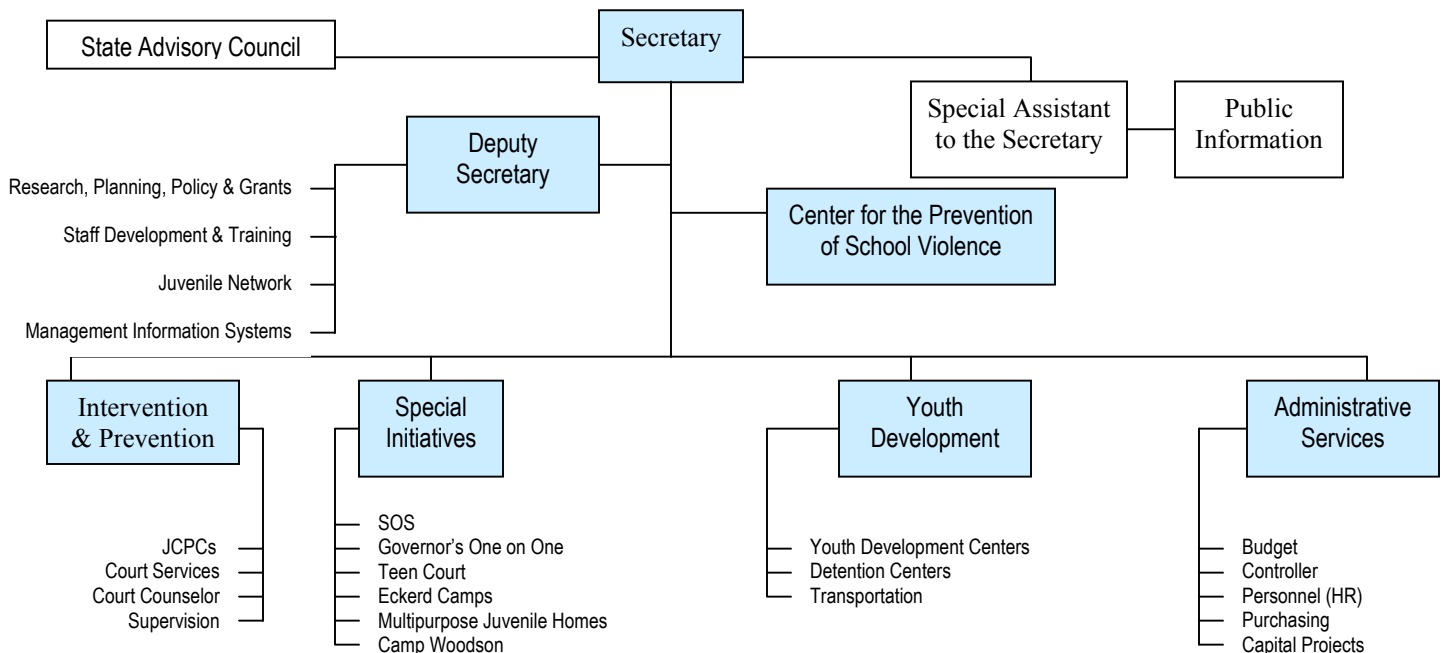 State Advisory Council
Secretary
Special Assistant
to the Secretary
Public
Information
Deputy
Secretary
Research, Planning, Policy & Grants
Staff Development & Training
Juvenile Network
Management Information Systems
Center for the Prevention
of School Violence
Intervention
& Prevention
JCPCs
Court Services
Court Counselor
Supervision
Special
Initiatives
SOS
Governor's One on One
Teen Court
Eckerd Camps
Multipurpose Juvenile Homes
Camp Woodson
Youth
Development
Youth Development Centers
Detention Centers
Transportation
Administrative
Services
Budget
Controller
Personnel (HR)
Purchasing
Capital Projects